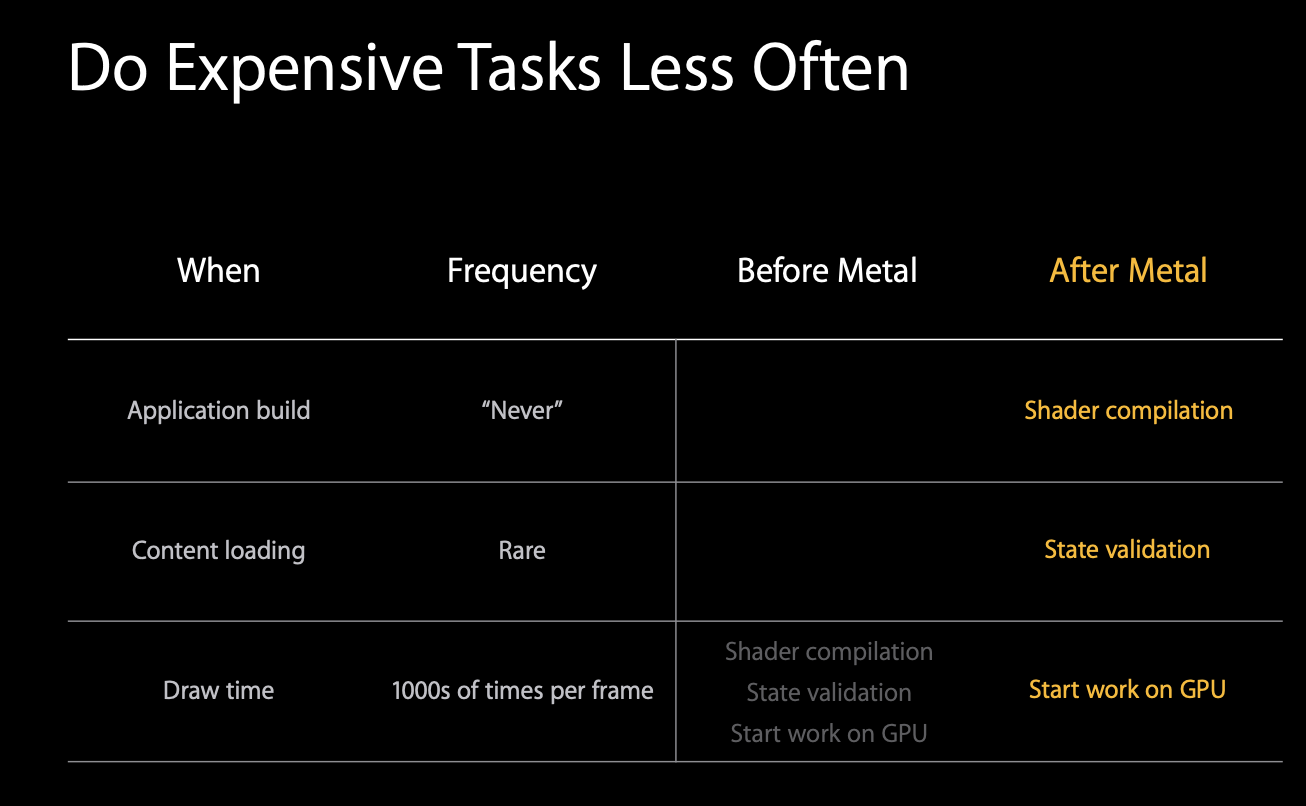 Do Expensive Tasks Less Often
When Frequency Before Metal After Metal
Application build “Never” Shader compilation
Content loading Rare State validation
Draw time 1000s of times per frame Shader compilation
State validation
Start work on GPU
Start work on GPU